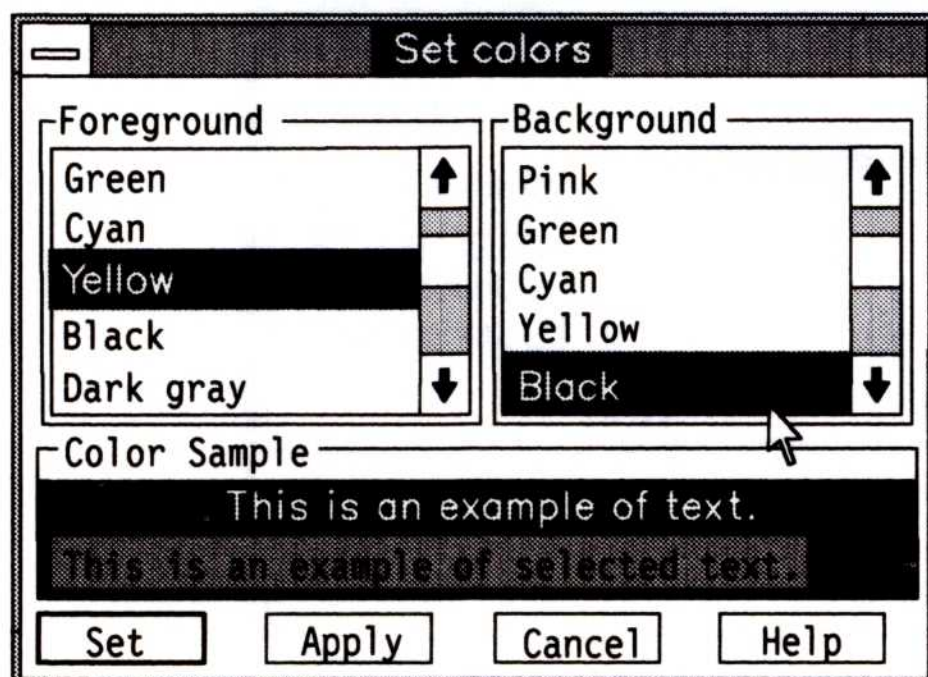 Set colors
Foreground
Green
Cyan
Yellow
Black
Dark gray
Background
Pink
Green
Cyan
Yellow
Black
Color Sample
This is an example of text.
This is an example of selected text.
Set
Apply
Cancel
Help